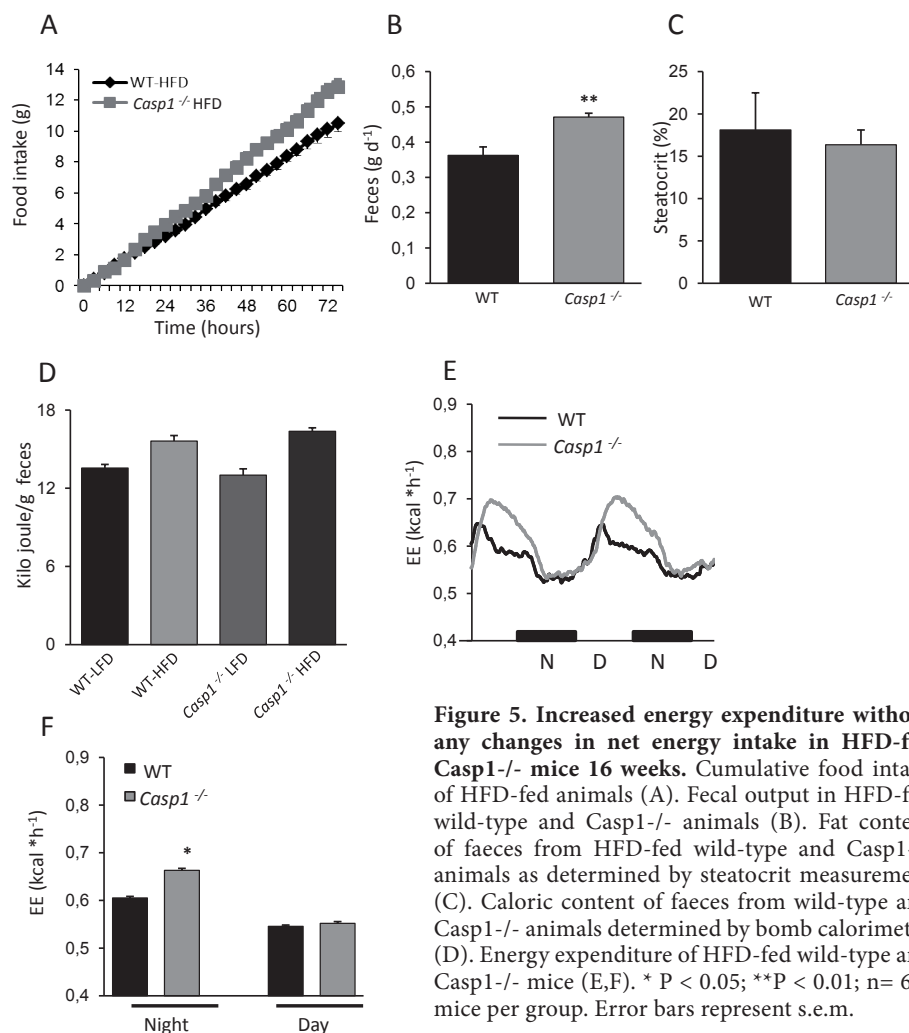 A
14
12
10
8
6
4
2
0
Food intake (g)
WT-HFD
Casp1 -/- HFD
0 12 24 36 48 60 72
Time (hours)
B
0,6
0,5
0,4
0,3
0,2
0,1
0
Feces (g d-1)
**
WT Casp1 -/-
C
25
20
15
10
5
0
Steatocrit (%)
WT Casp1 -/-
D
18
12
6
0
Kilo joule/g feces
WT-LFD WT-HFD Casp1 -/- LFD Casp1 -/- HFD
E
0,9
0,8
0,7
0,6
0,5
0,4
EE (kcal *h-1)
WT
Casp1 -/-
N D N D
F
0,9
0,8
0,7
0,6
0,5
0,4
EE (kcal *h-1)
WT
Casp1 -/-
*
Night Day
Figure 5. Increased energy expenditure witho
any changes in net energy intake in HFD-f
Casp1-/- mice 16 weeks. Cumulative food inta
of HFD-fed animals (A). Fecal output in HFD-f
wild-type and Casp1-/- animals (B). Fat conte
of faeces from HFD-fed wild-type and Casp1-
animals as determined by steatocrit measureme
(C). Caloric content of faeces from wild-type a
Casp1-/- animals determined by bomb calorimet
(D). Energy expenditure of HFD-fed wild-type a
Casp1-/- mice (E,F). * P < 0.05; **P < 0.01; n= 6
mice per group. Error bars represent s.e.m.